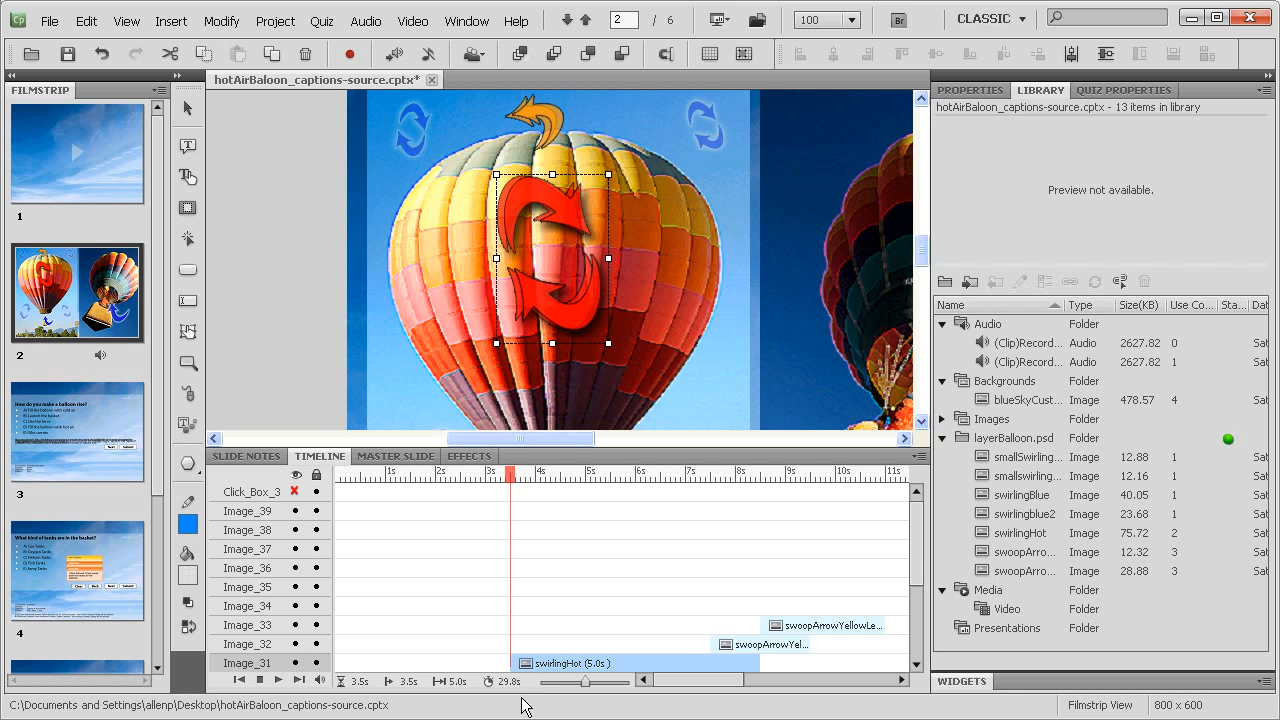 Cp File Edit View Insert Modify Project Quiz Audio Video Window Help 2 / 6 100 Br CLASSIC
FILMSTRIP
hotAirBaloon_captions-source.cptx*
PROPERTIES LIBRARY QUIZ PROPERTIES
hotAirBaloon_captions-source.cptx - 13 items in library
Preview not available.
1
2
How do you make a balloon rise?
3
What kind of tanks are in the basket?
4
Name Type Size(KB) Use Co... Sta... Dat
Audio Folder
(Clip)Record... Audio 2627.82 0 Sat
(Clip)Record... Audio 2627.82 1 Sat
Backgrounds Folder
blueSkyCust... Image 478.57 4 Sat
Images Folder
layerBalloon.psd Folder
smallSwirling... Image 12.88 1 Sat
smallswirling... Image 12.16 1 Sat
swirlingBlue Image 40.05 1 Sat
swirlingblue2 Image 23.68 1 Sat
swirlingHot Image 75.72 2 Sat
swoopArro... Image 12.32 Sat
swoopArro... Image 28.88 3 Sat
Media Folder
Video Folder
Presentations Folder
SLIDE NOTES TIMELINE MASTER SLIDE EFFECTS
1s 2s 3s 4s 5s 6s 7s 8s 9s 10s 11s
Click_Box_3
Image_39
Image_38
Image_37
Image_36
Image_35
Image_34
Image_33 swoopArrowYellowLe...
Image_32 swoopArrowYel...
Image_31 swirlingHot (5.0s )
3.5s 3.5s 5.0s 29.8s
WIDGETS
C:\Documents and Settings\allenp\Desktop\hotAirBaloon_captions-source.cptx Filmstrip View 800 x 600